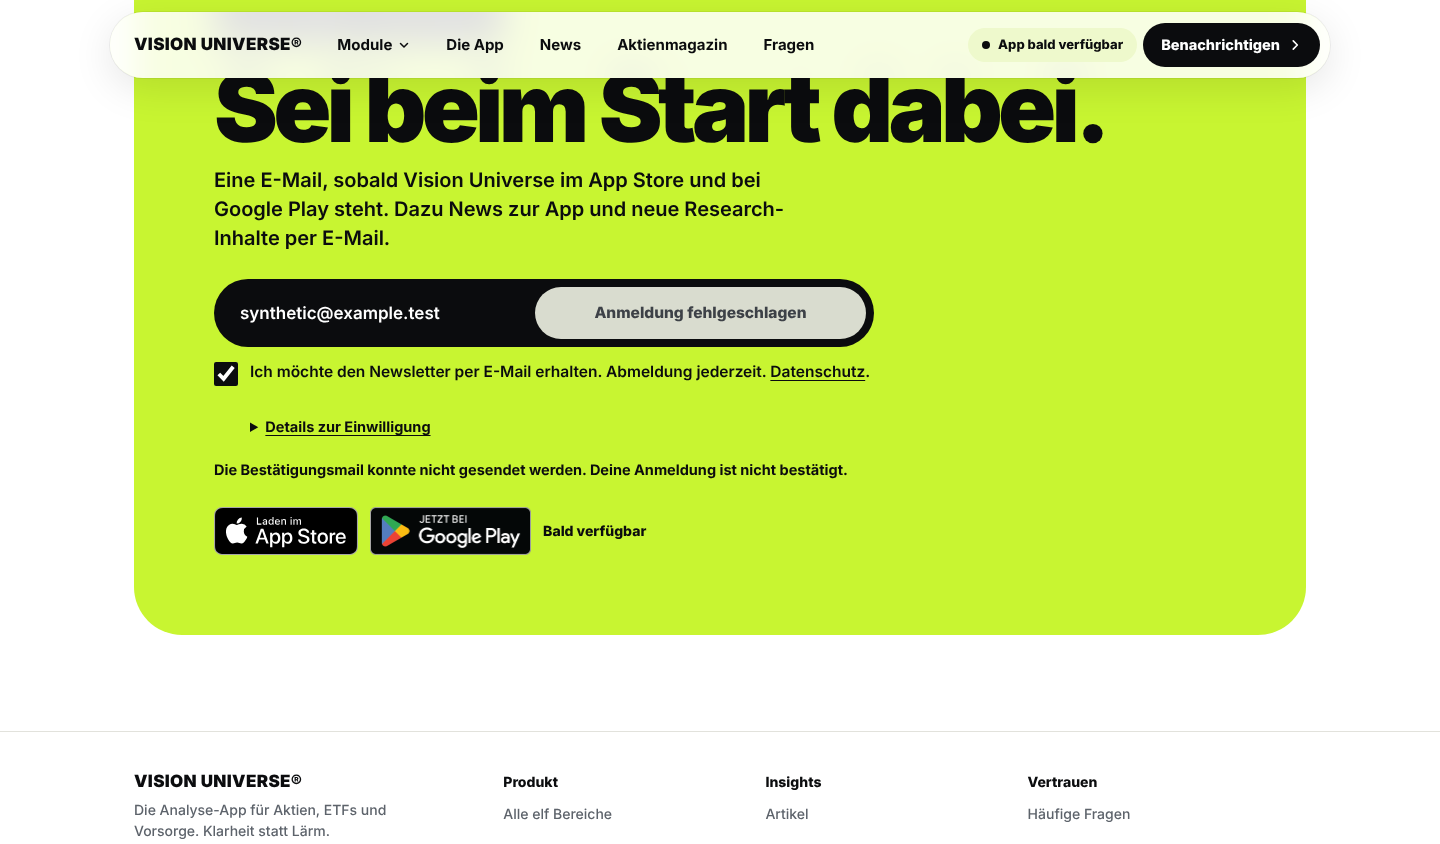 VISION UNIVERSE®
Module
Die App
News
Aktienmagazin
Fragen
App bald verfügbar
Benachrichtigen
Sei beim Start dabei.
Eine E-Mail, sobald Vision Universe im App Store und bei
Google Play steht. Dazu News zur App und neue Research-
Inhalte per E-Mail.
synthetic@example.test
Anmeldung fehlgeschlagen
Ich möchte den Newsletter per E-Mail erhalten. Abmeldung jederzeit. Datenschutz.
Details zur Einwilligung
Die Bestätigungsmail konnte nicht gesendet werden. Deine Anmeldung ist nicht bestätigt.
Laden im
App Store
JETZT BEI
Google Play
Bald verfügbar
VISION UNIVERSE®
Die Analyse-App für Aktien, ETFs und
Vorsorge. Klarheit statt Lärm.
Produkt
Alle elf Bereiche
Insights
Artikel
Vertrauen
Häufige Fragen